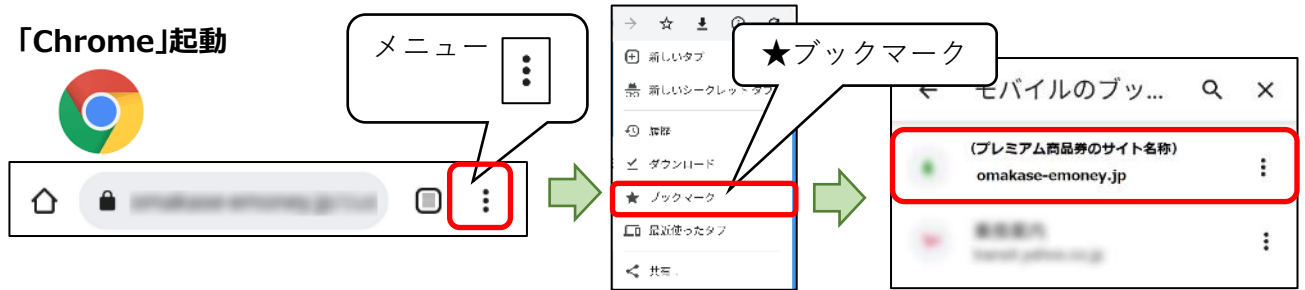 「Chrome」起動
メニュー
新しいタブ
新しいシークレットタブ
履歴
ダウンロード
ブックマーク
最近使ったタブ
共有...
★ブックマーク
モバイルのブッ...
(プレミアム商品券のサイト名称)
omakase-emoney.jp